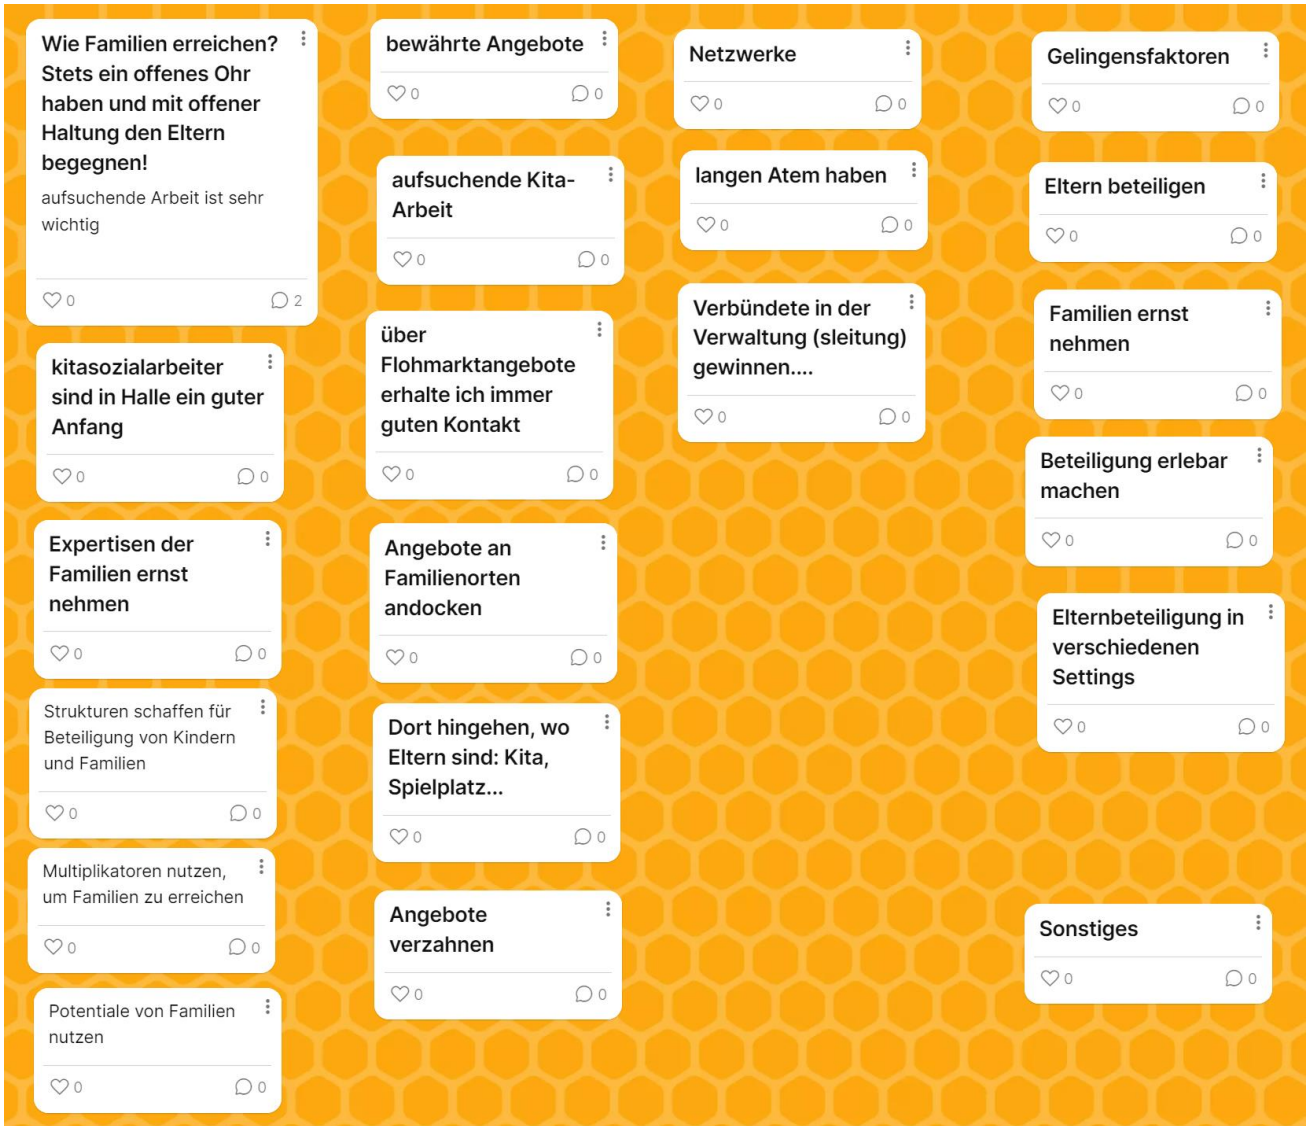 Wie Familien erreichen?
Stets ein offenes Ohr
haben und mit offener
Haltung den Eltern
begegnen!
aufsuchende Arbeit ist sehr
wichtig
0
2
kitasozialarbeiter
sind in Halle ein guter
Anfang
0
0
Expertisen der
Familien ernst
nehmen
0
0
Strukturen schaffen für
Beteiligung von Kindern
und Familien
0
0
Multiplikatoren nutzen,
um Familien zu erreichen
0
0
Potentiale von Familien
nutzen
0
0
bewährte Angebote
0
0
aufsuchende Kita-
Arbeit
0
0
über
Flohmarktangebote
erhalte ich immer
guten Kontakt
0
0
Angebote an
Familienorten
andocken
0
0
Dort hingehen, wo
Eltern sind: Kita,
Spielplatz...
0
0
Angebote
verzahnen
0
0
Netzwerke
0
0
langen Atem haben
0
0
Verbündete in der
Verwaltung (sleitung)
gewinnen....
0
0
Gelingensfaktoren
0
0
Eltern beteiligen
0
0
Familien ernst
nehmen
0
0
Beteiligung erlebar
machen
0
0
Elternbeteiligung in
verschiedenen
Settings
0
0
Sonstiges
0
0